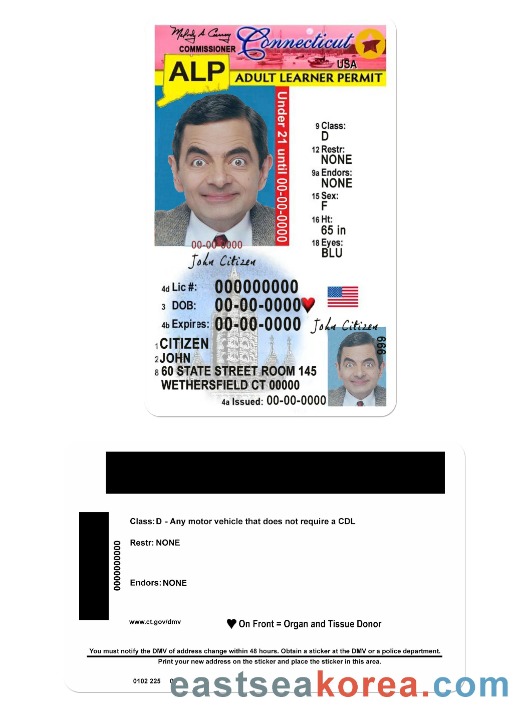 Melody A Currey
COMMISSIONER
Connecticut
USA
ALP
ADULT LEARNER PERMIT
Under 21 until 00-00-0000
9 Class:
D
12 Restr:
NONE
9a Endors:
NONE
15 Sex:
F
16 Ht:
65 in
18 Eyes:
BLU
00-00-0000
John Citizen
4d Lic #: 000000000
3 DOB: 00-00-0000
4b Expires: 00-00-0000
John Citizen
1 CITIZEN
2 JOHN
8 60 STATE STREET ROOM 145
WETHERSFIELD CT 00000
4a Issued: 00-00-0000
666
Class: D - Any motor vehicle that does not require a CDL
Restr: NONE
0000000000
Endors: NONE
www.ct.gov/dmv
On Front = Organ and Tissue Donor
You must notify the DMV of address change within 48 hours. Obtain a sticker at the DMV or a police department.
Print your new address on the sticker and place the sticker in this area.
0102 225
eastseakorea.com